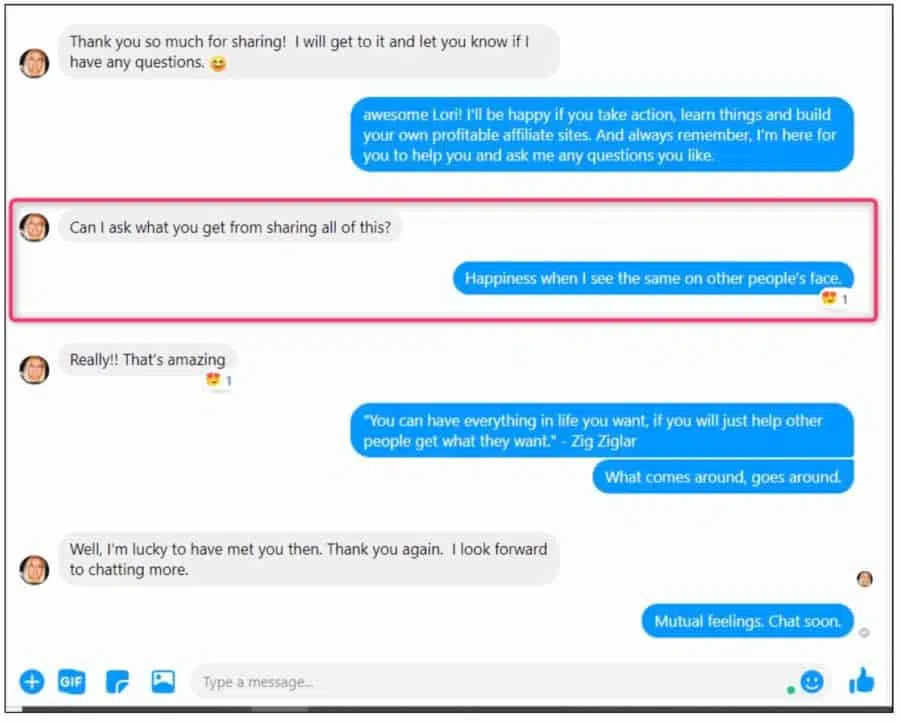 Thank you so much for sharing!  I will get to it and let you know if I
have any questions. 😄
awesome Lori! I'll be happy if you take action, learn things and build
your own profitable affiliate sites. And always remember, I'm here for
you to help you and ask me any questions you like.
Can I ask what you get from sharing all of this?
Happiness when I see the same on other people's face.
😍 1
Really!! That's amazing
😍 1
"You can have everything in life you want, if you will just help other
people get what they want." - Zig Ziglar
What comes around, goes around.
Well, I'm lucky to have met you then. Thank you again.  I look forward
to chatting more.
Mutual feelings. Chat soon.
GIF
Type a message...